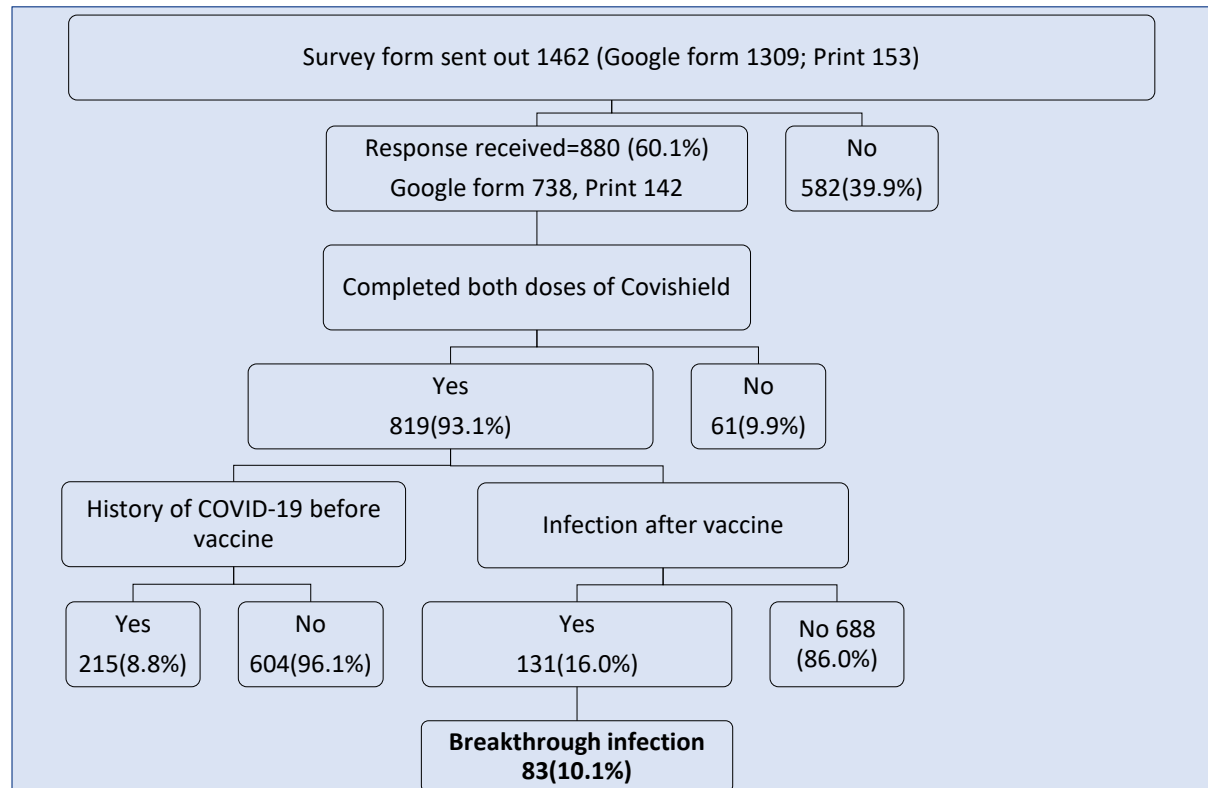 Survey form sent out 1462 (Google form 1309; Print 153)
Response received=880 (60.1%)
Google form 738, Print 142
No
582(39.9%)
Completed both doses of Covishield
Yes
819(93.1%)
No
61(9.9%)
History of COVID-19 before
vaccine
Infection after vaccine
Yes
215(8.8%)
No
604(96.1%)
Yes
131(16.0%)
No 688
(86.0%)
Breakthrough infection
83(10.1%)